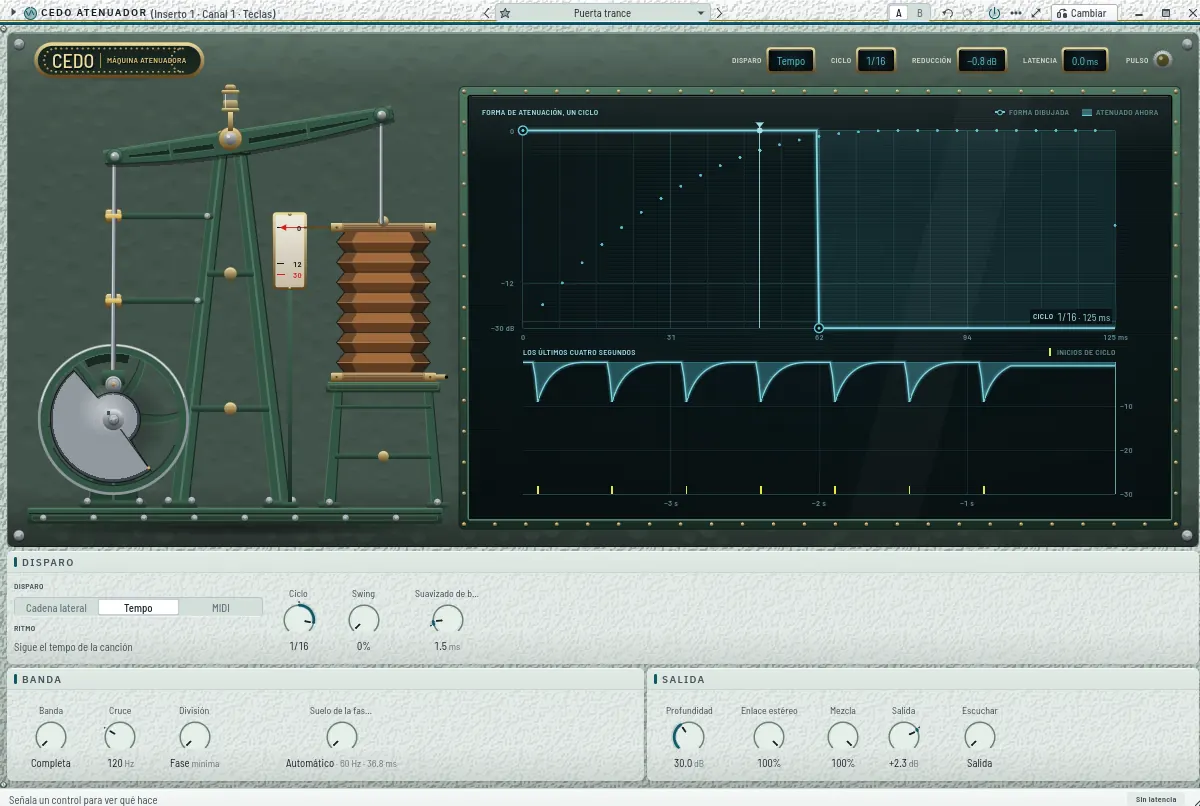 CEDO ATENUADOR (Inserto 1 · Canal 1 · Teclas)
Puerta trance
A B
Cambiar
CEDO MÁQUINA ATENUADORA
DISPARO Tempo CICLO 1/16 REDUCCIÓN −0.8 dB LATENCIA 0.0 ms PULSO
FORMA DE ATENUACIÓN, UN CICLO
FORMA DIBUJADA ATENUADO AHORA
0
−12
−30 dB
CICLO 1/16 · 125 ms
0 31 62 94 125 ms
0
12
30
LOS ÚLTIMOS CUATRO SEGUNDOS
INICIOS DE CICLO
−10
−20
−30
−3 s −2 s −1 s
DISPARO
DISPARO
Cadena lateral Tempo MIDI
RITMO
Sigue el tempo de la canción
Ciclo Swing Suavizado de b...
1/16 0% 1.5 ms
BANDA
Banda Cruce División Suelo de la fas...
Completa 120 Hz Fase mínima Automático · 60 Hz · 36.8 ms
SALIDA
Profundidad Enlace estéreo Mezcla Salida Escuchar
30.0 dB 100% 100% +2.3 dB Salida
Señala un control para ver qué hace
Sin latencia